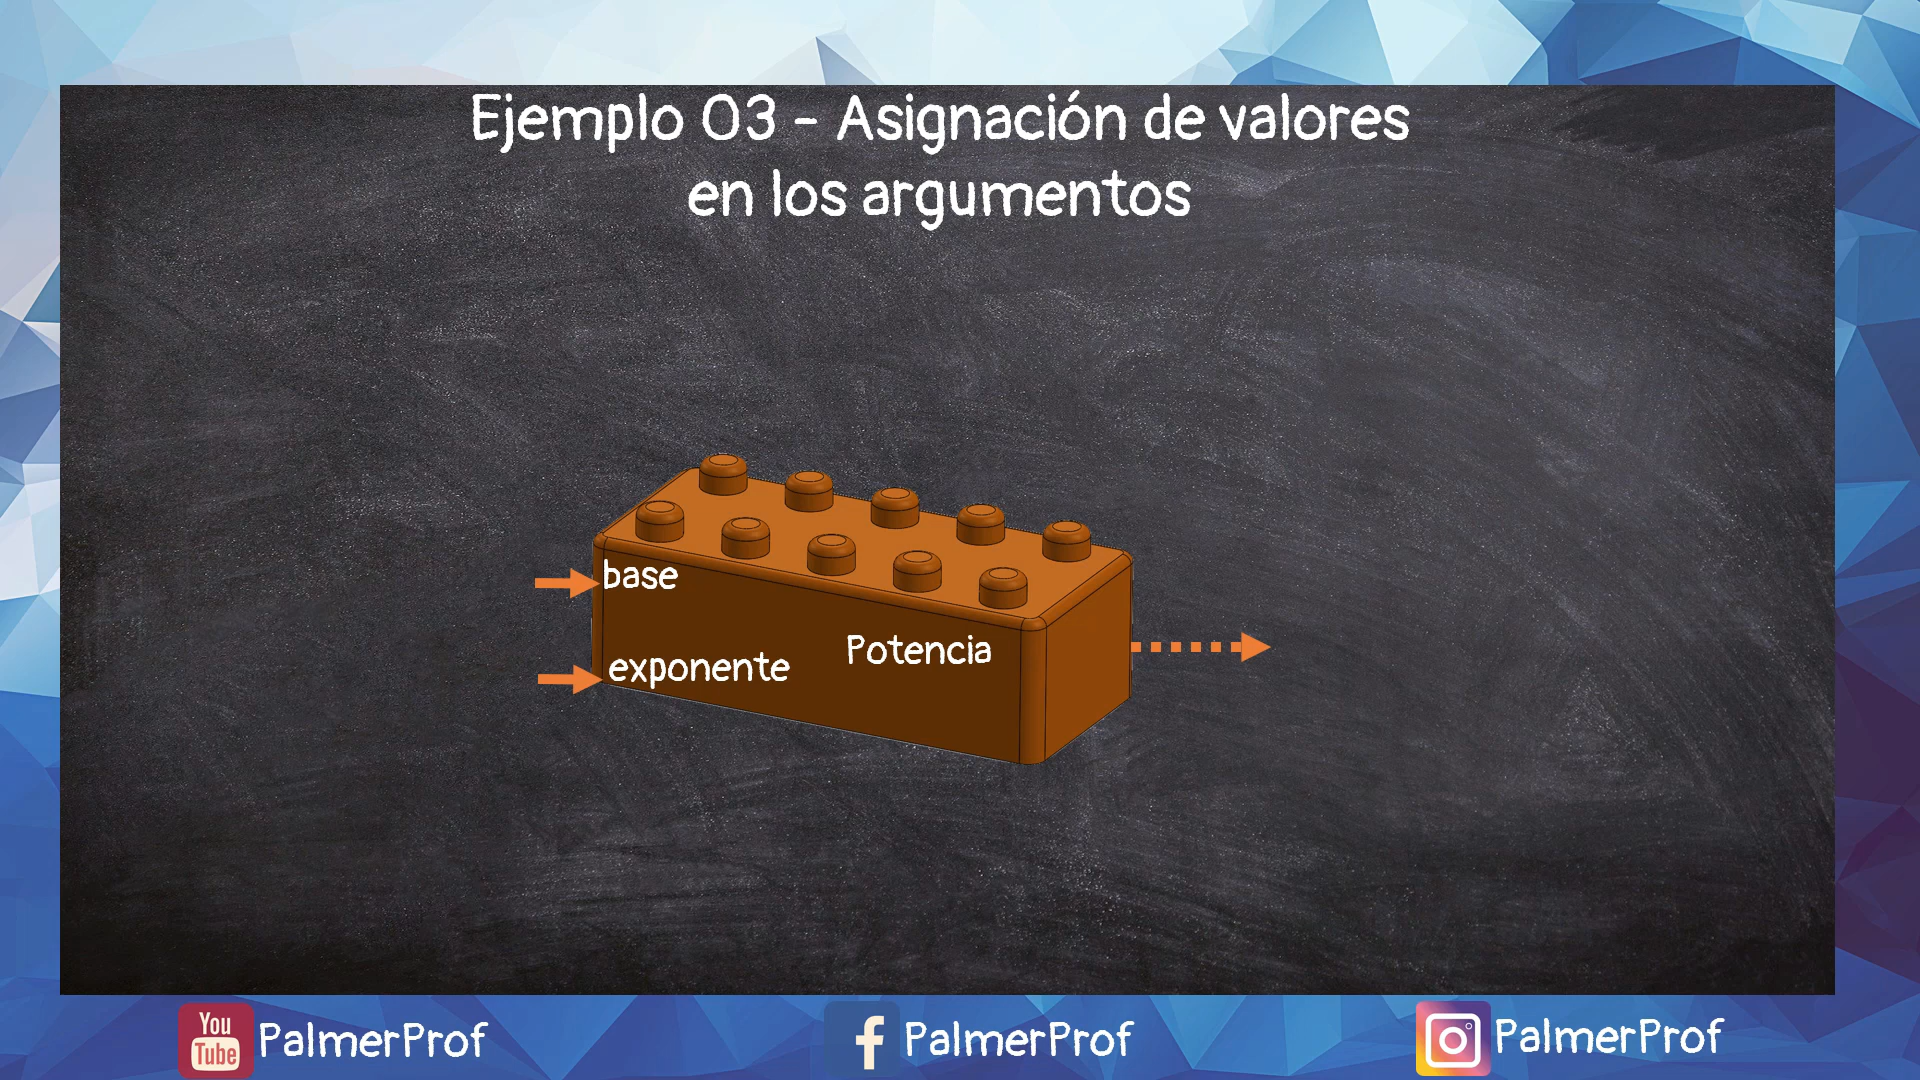 Ejemplo 03 - Asignación de valores
en los argumentos
base
exponente
Potencia
You
Tube
PalmerProf
f PalmerProf
PalmerProf